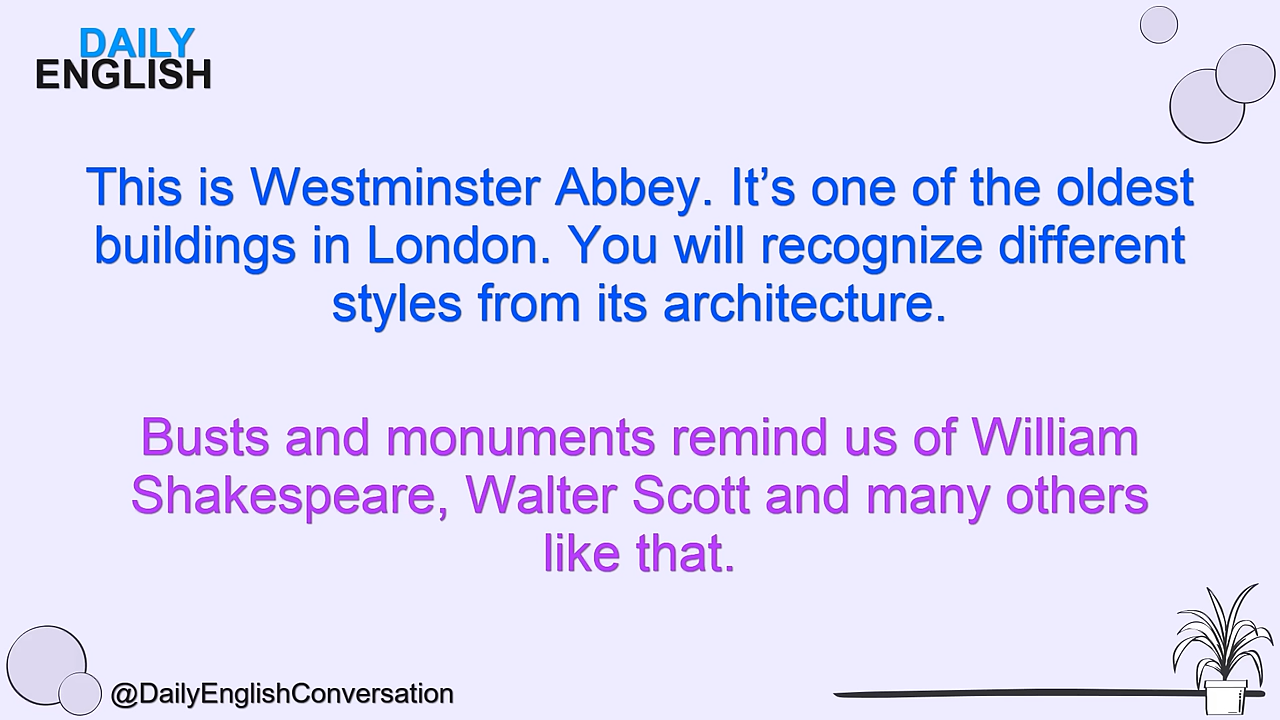 DAILY
ENGLISH
This is Westminster Abbey. It’s one of the oldest
buildings in London. You will recognize different
styles from its architecture.
Busts and monuments remind us of William
Shakespeare, Walter Scott and many others
like that.
@DailyEnglishConversation